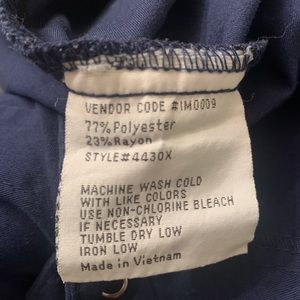 VENDOR CODE #IM0009
77% Polyester
23% Rayon
STYLE#4430X
MACHINE WASH COLD
WITH LIKE COLORS
USE NON-CHLORINE BLEACH
IF NECESSARY
TUMBLE DRY LOW
IRON LOW
Made in Vietnam